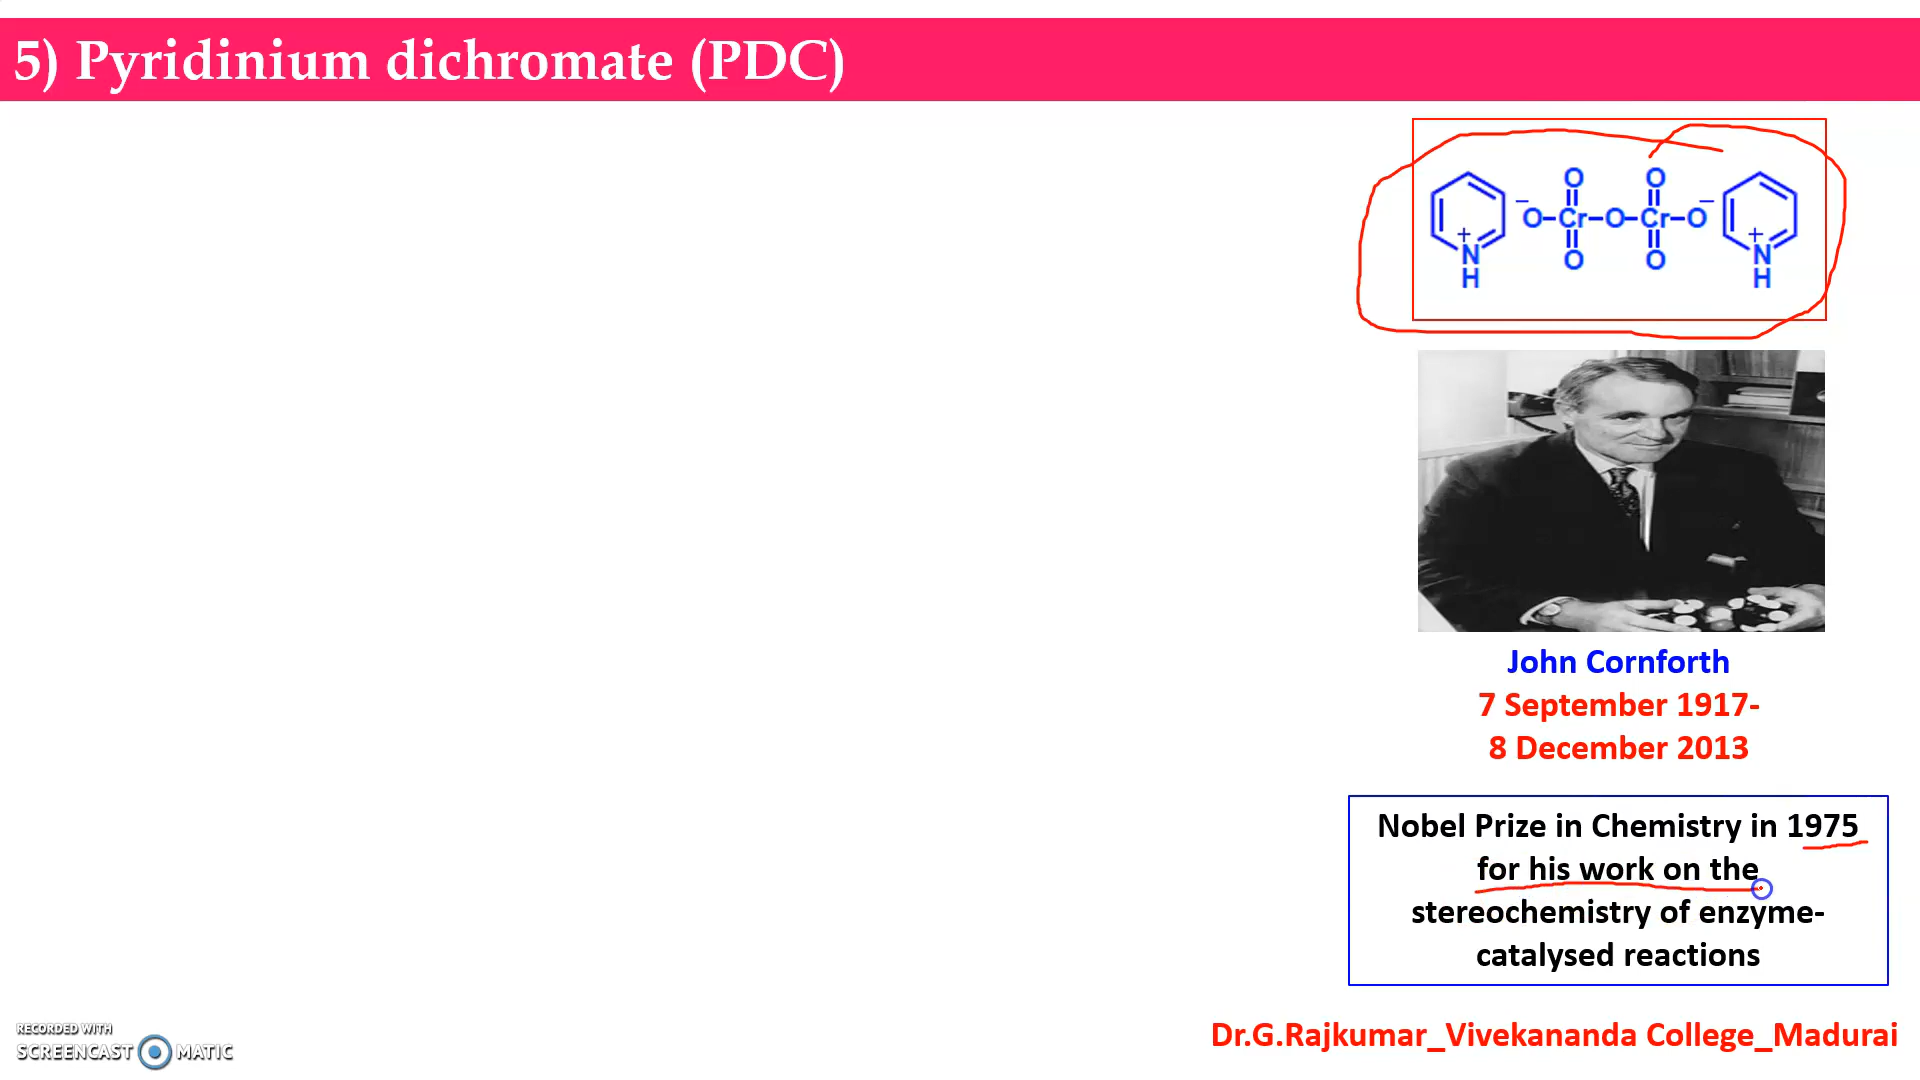 5) Pyridinium dichromate (PDC)
O O
O Cr O Cr O
O O
+ N H
+ N H
John Cornforth
7 September 1917-
8 December 2013
Nobel Prize in Chemistry in 1975
for his work on the
stereochemistry of enzyme-
catalysed reactions
RECORDED WITH
SCREENCAST MATIC
Dr.G.Rajkumar_Vivekananda College_Madurai